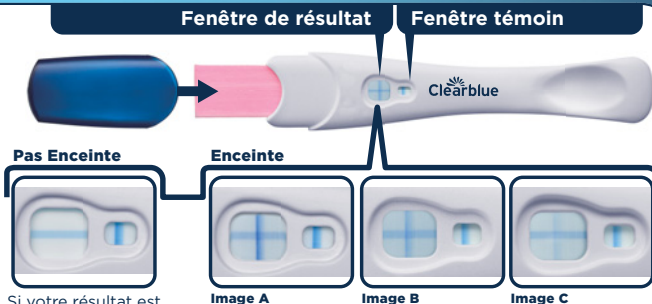 Fenêtre de résultat
Fenêtre témoin
Clearblue
Pas Enceinte
Enceinte
Si votre résultat est
Image A
Image B
Image C